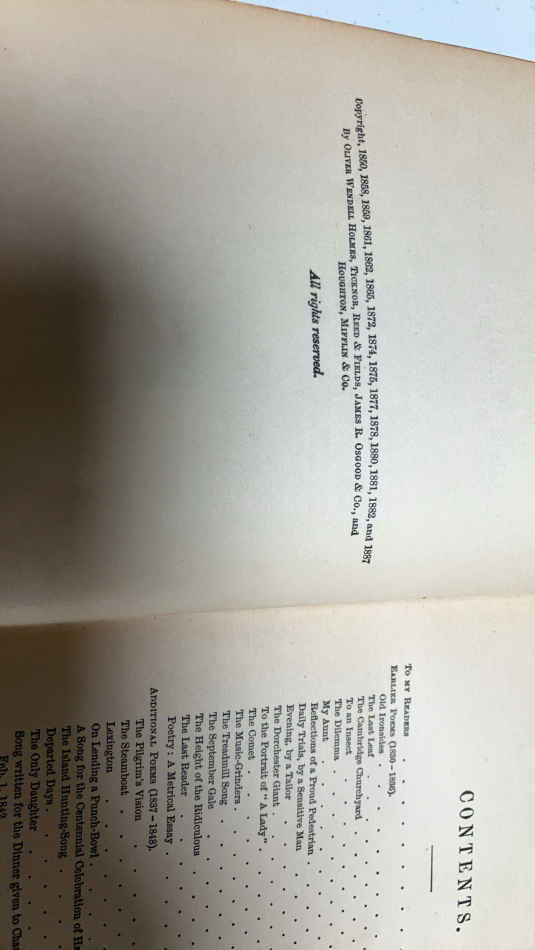 Copyright, 1850, 1858, 1859, 1861, 1862, 1865, 1872, 1874, 1875, 1877, 1878, 1880, 1881, 1882, and 1887
By OLIVER WENDELL HOLMES, TICKNOR, REED & FIELDS, JAMES R. OSGOOD & CO., and
HOUGHTON, MIFFLIN & CO.
All rights reserved.
CONTENTS.
TO MY READERS
EARLIER POEMS (1830-1836).
Old Ironsides
The Last Leaf
The Cambridge Churchyard
To an Insect
The Dilemma
My Aunt
Reflections of a Proud Pedestrian
Daily Trials, by a Sensitive Man
Evening, by a Tailor
The Dorchester Giant
To the Portrait of "A Lady"
The Comet
The Music-Grinders
The Treadmill Song
The September Gale
The Height of the Ridiculous
The Last Reader
Poetry: A Metrical Essay
ADDITIONAL POEMS (1837-1848).
The Pilgrim's Vision
The Steamboat
Lexington
On Lending a Punch-Bowl
A Song for the Centennial Celebration of Ha
The Island Hunting-Song
Departed Days
The Only Daughter
Song written for the Dinner given to Cha
Feb. 1, 1842